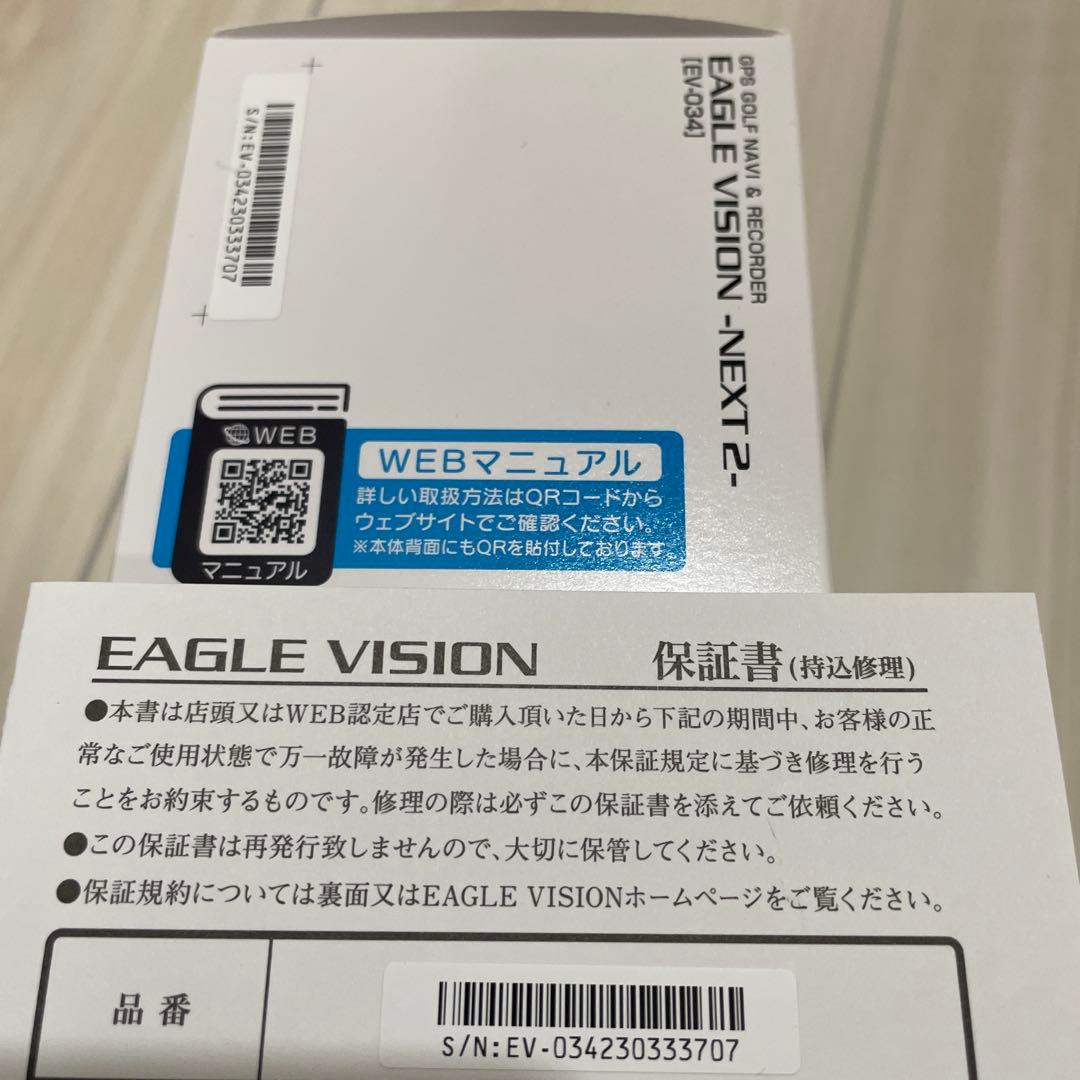 GPS GOLF NAVI & RECORDER
EAGLE VISION -NEXT 2-
[EV-034]
S/N:EV-034230333707
WEB
マニュアル
WEBマニュアル
詳しい取扱方法はQRコードから
ウェブサイトでご確認ください。
※本体背面にもQRを貼付しております。
EAGLE VISION 保証書(持込修理)
●本書は店頭又はWEB認定店でご購入頂いた日から下記の期間中、お客様の正
常なご使用状態で万一故障が発生した場合に、本保証規定に基づき修理を行う
ことをお約束するものです。修理の際は必ずこの保証書を添えてご依頼ください。
●この保証書は再発行致しませんので、大切に保管してください。
●保証規約については裏面又はEAGLE VISIONホームページをご覧ください。
品番
S/N:EV-034230333707